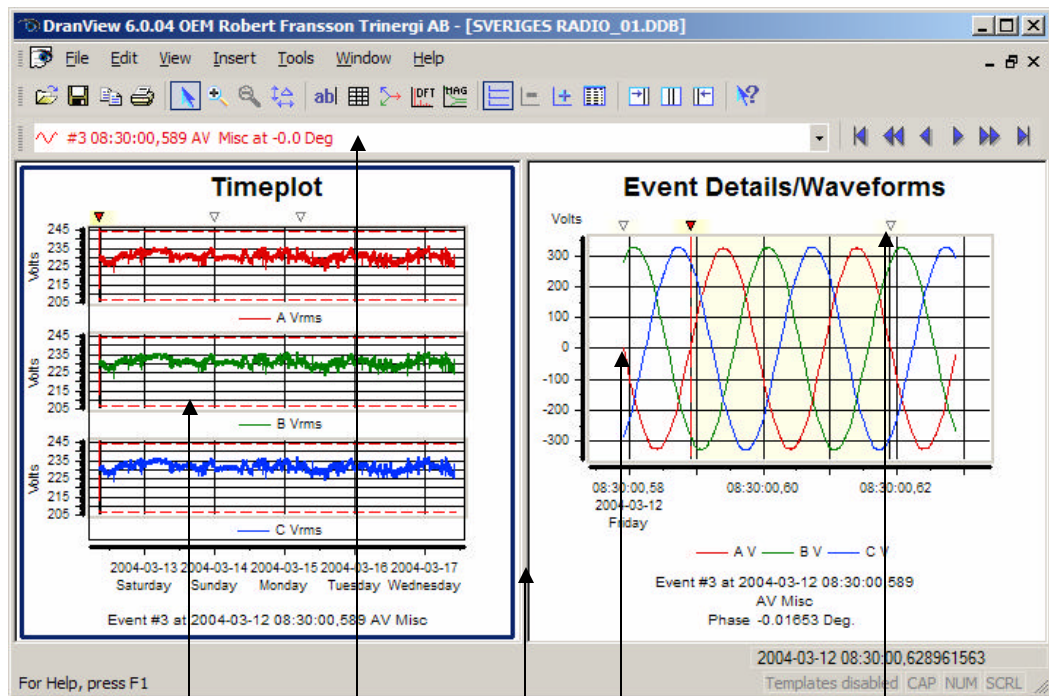 DranView 6.0.04 OEM Robert Fransson Trinergi AB - [SVERIGES RADIO_01.DDB]
File Edit View Insert Tools Window Help
abl DFT MAG
#3 08:30:00,589 AV Misc at -0.0 Deg
Timeplot
245
235
225
215
205
Volts
A Vrms
245
235
225
215
205
Volts
B Vrms
245
235
225
215
205
Volts
C Vrms
2004-03-13 2004-03-14 2004-03-15 2004-03-16 2004-03-17
Saturday Sunday Monday Tuesday Wednesday
Event #3 at 2004-03-12 08:30:00,589 AV Misc
Event Details/Waveforms
Volts
300
200
100
0
-100
-200
-300
08:30:00,58 08:30:00,60 08:30:00,62
2004-03-12
Friday
A V B V C V
Event #3 at 2004-03-12 08:30:00,589
AV Misc
Phase -0.01653 Deg.
2004-03-12 08:30:00,628961563
For Help, press F1
Templates disabled CAP NUM SCRL